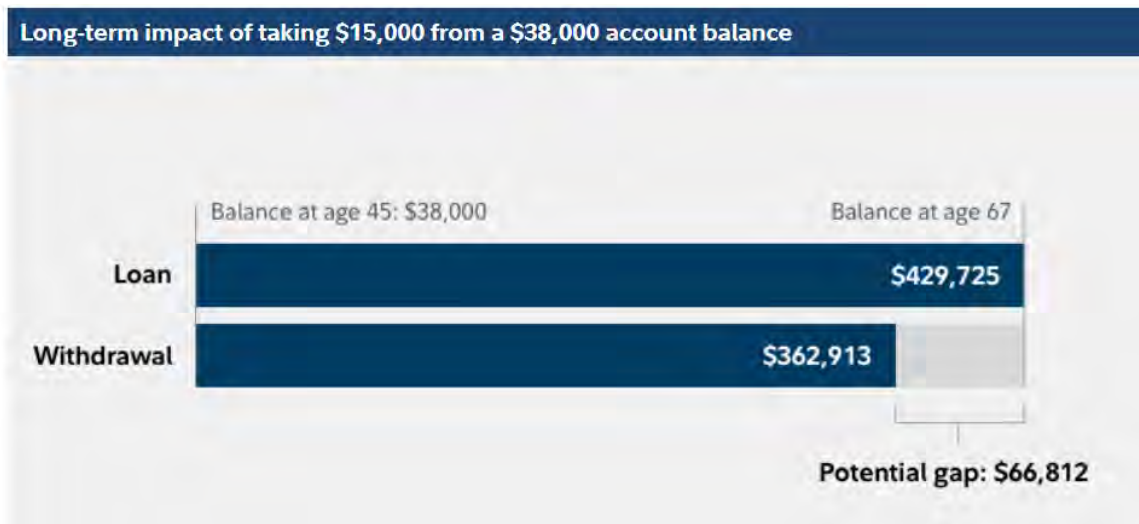 Long-term impact of taking $15,000 from a $38,000 account balance
Balance at age 45: $38,000 Balance at age 67
Loan $429,725
Withdrawal $362,913
Potential gap: $66,812